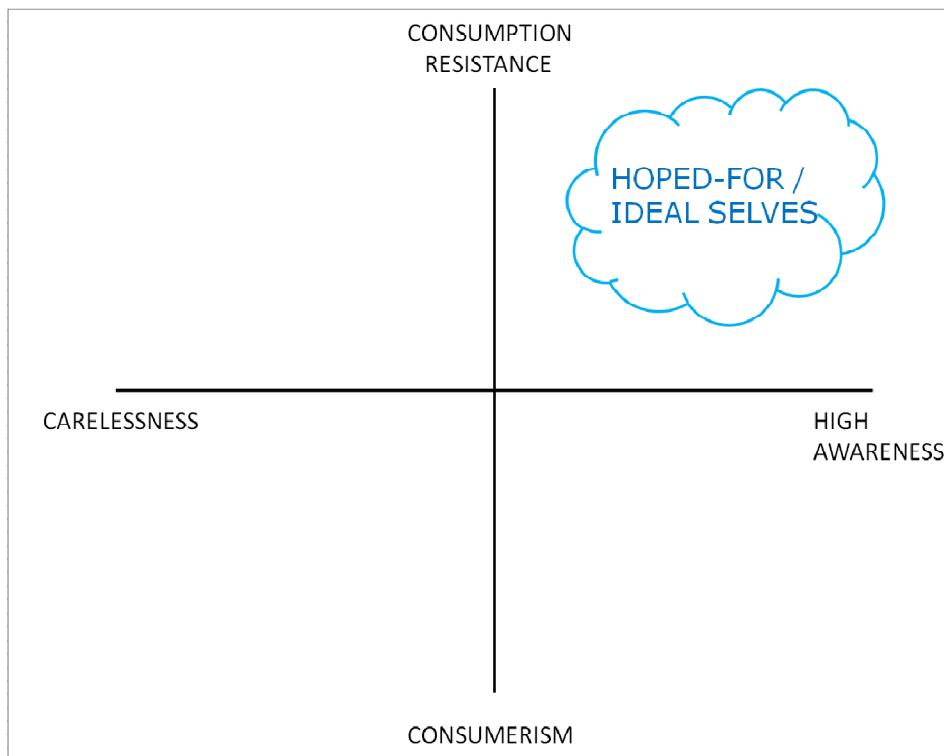 CONSUMPTION
RESISTANCE
HOPED-FOR /
IDEAL SELVES
CARELESSNESS
HIGH
AWARENESS
CONSUMERISM